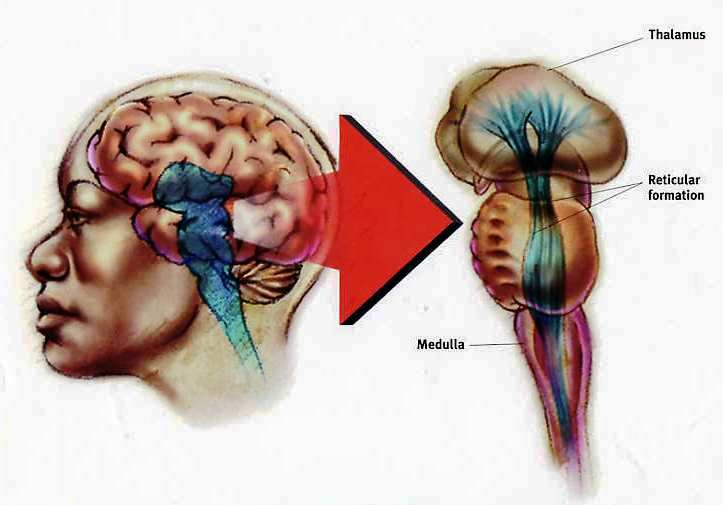 Thalamus
Reticular
formation
Medulla